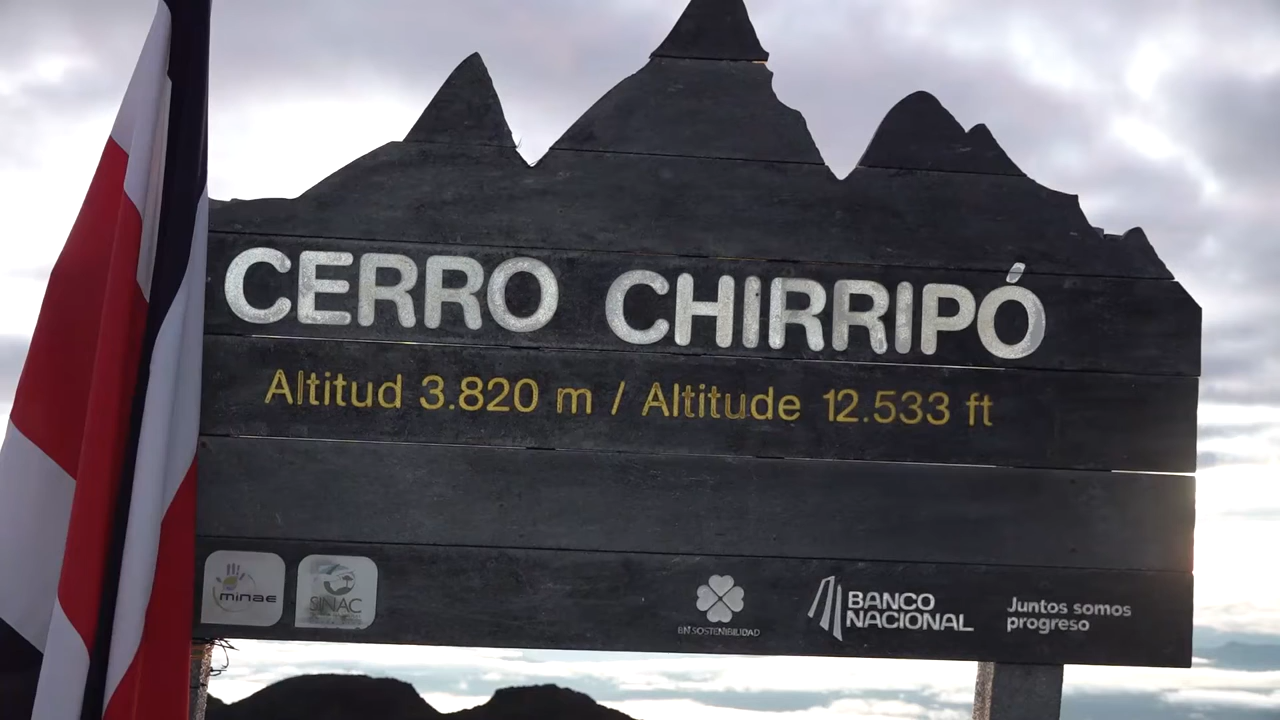 CERRO CHIRRIPÓ
Altitud 3.820 m / Altitude 12.533 ft
minae
SINAC
BN SOSTENIBILIDAD
BANCO
NACIONAL
Juntos somos
progreso